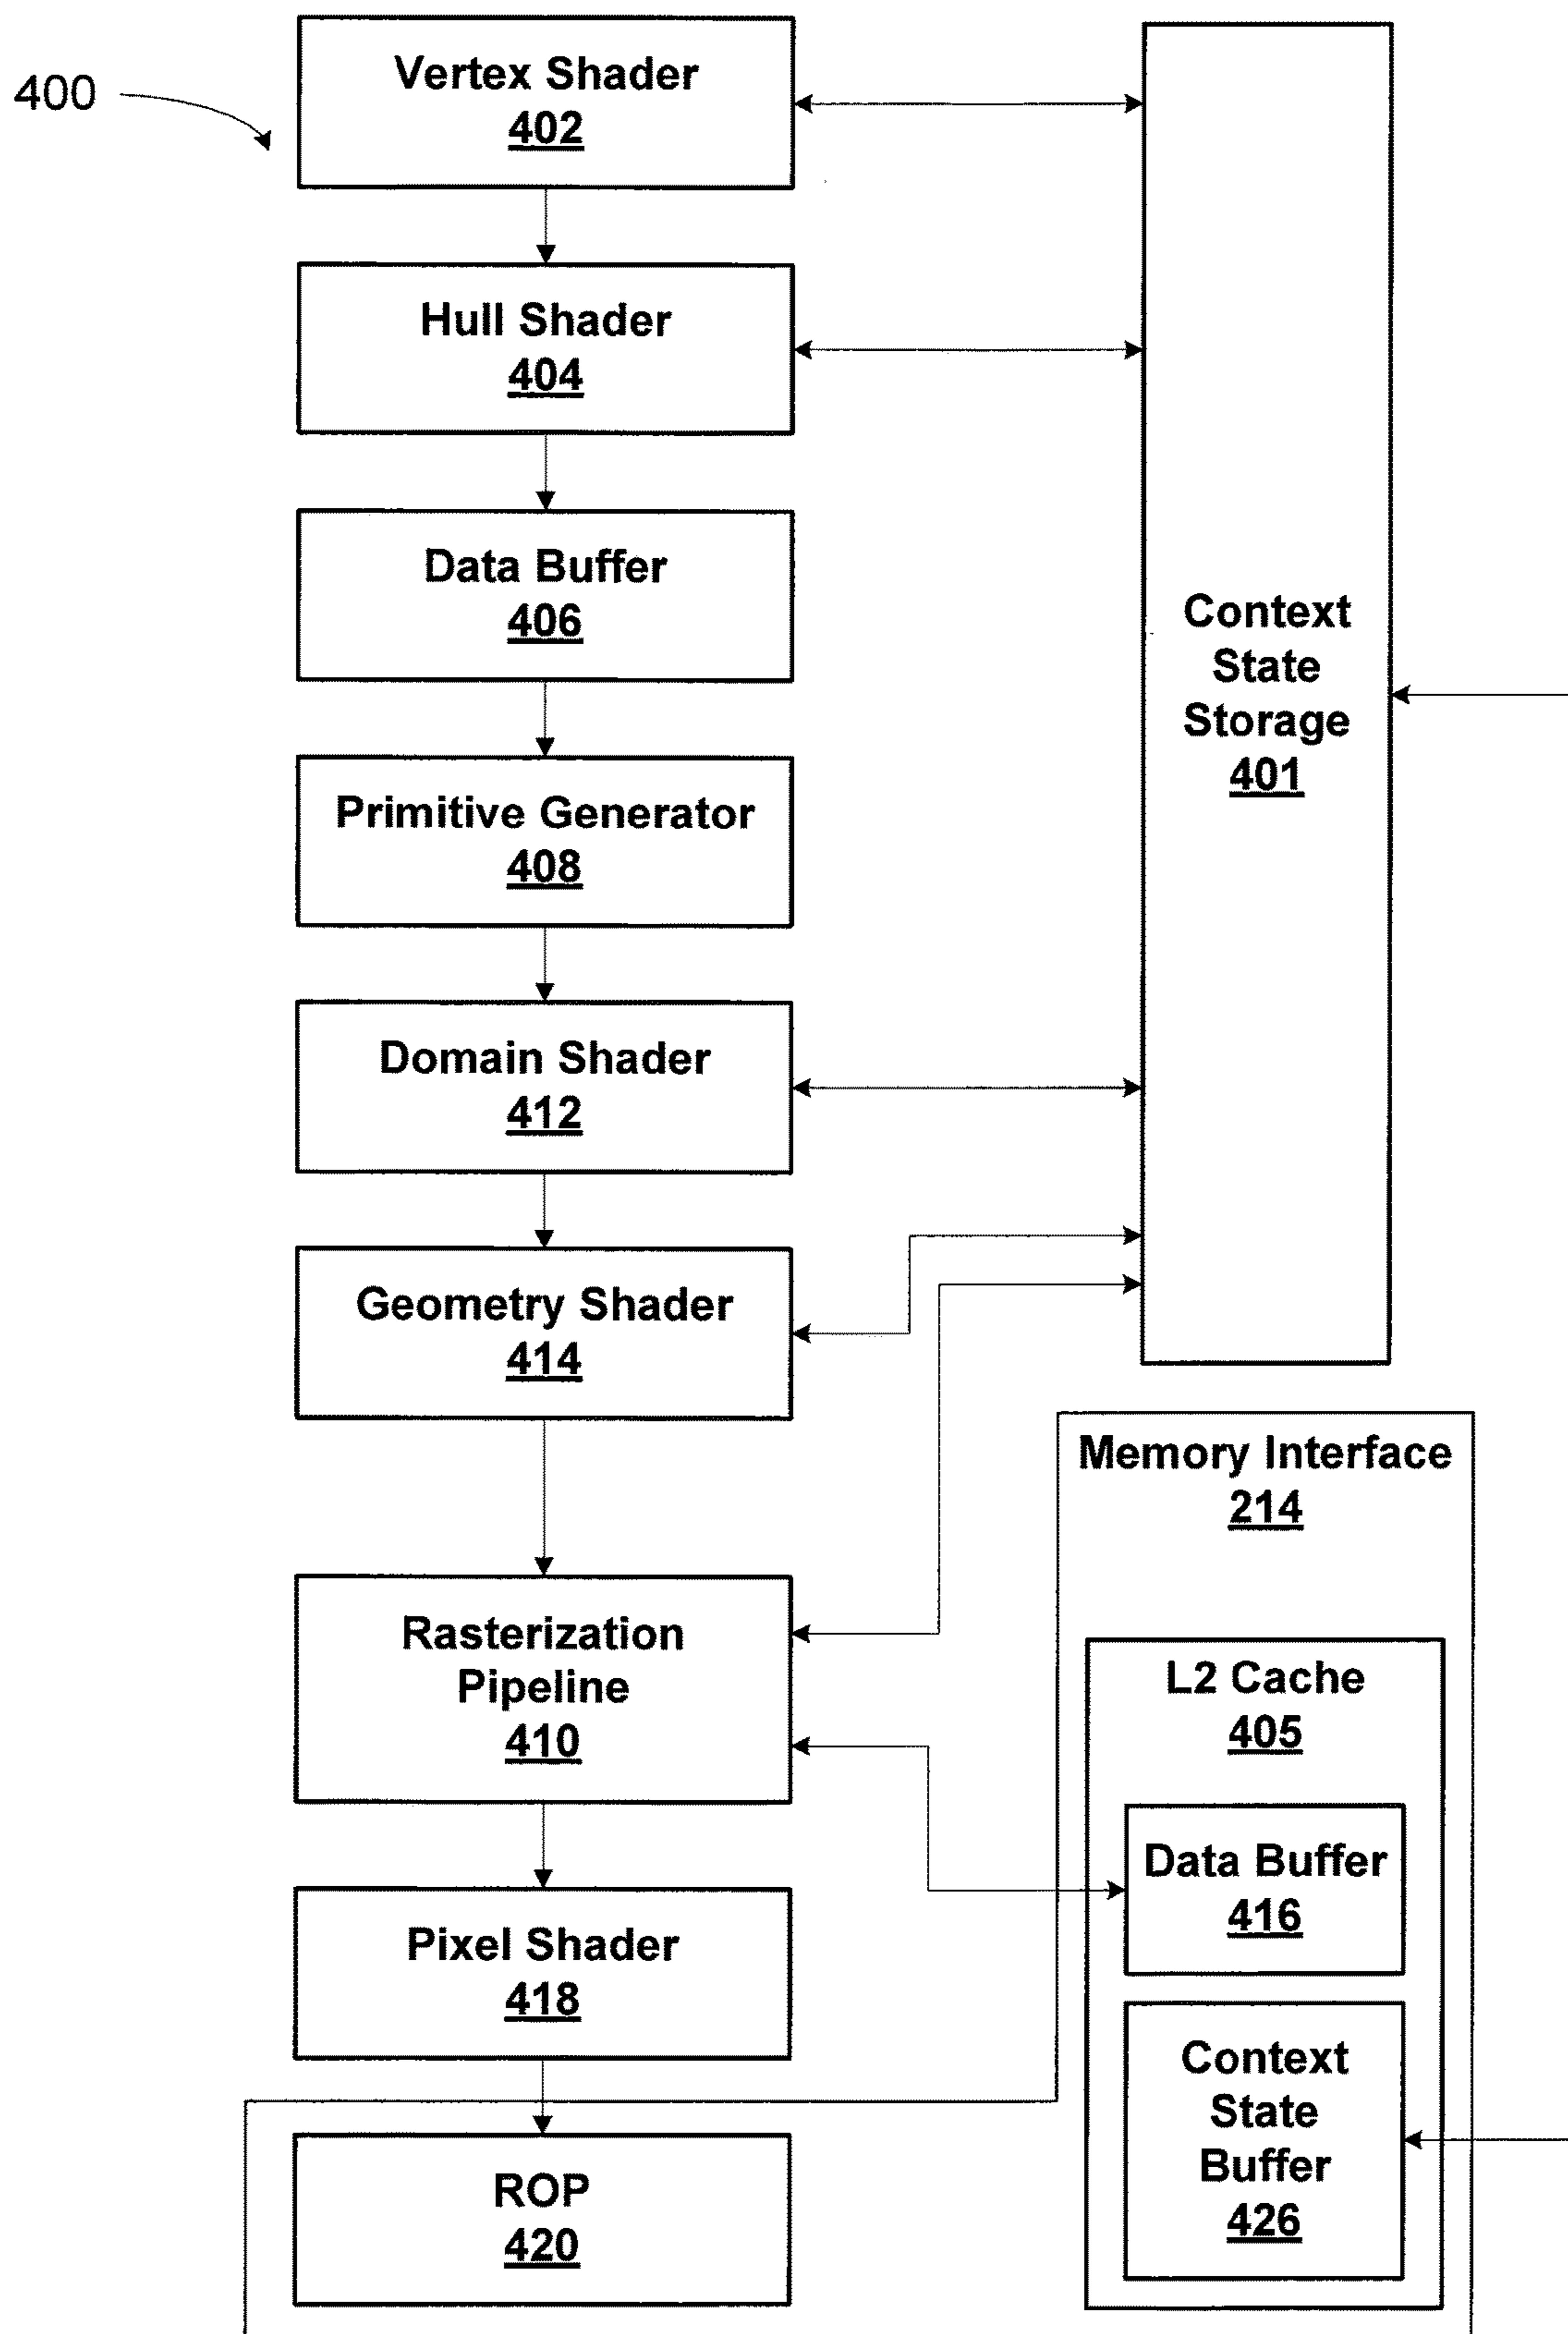 400
Vertex Shader
402
Hull Shader
404
Data Buffer
406
Primitive Generator
408
Domain Shader
412
Geometry Shader
414
Rasterization
Pipeline
410
Pixel Shader
418
ROP
420
Context
State
Storage
401
Memory Interface
214
L2 Cache
405
Data Buffer
416
Context
State
Buffer
426